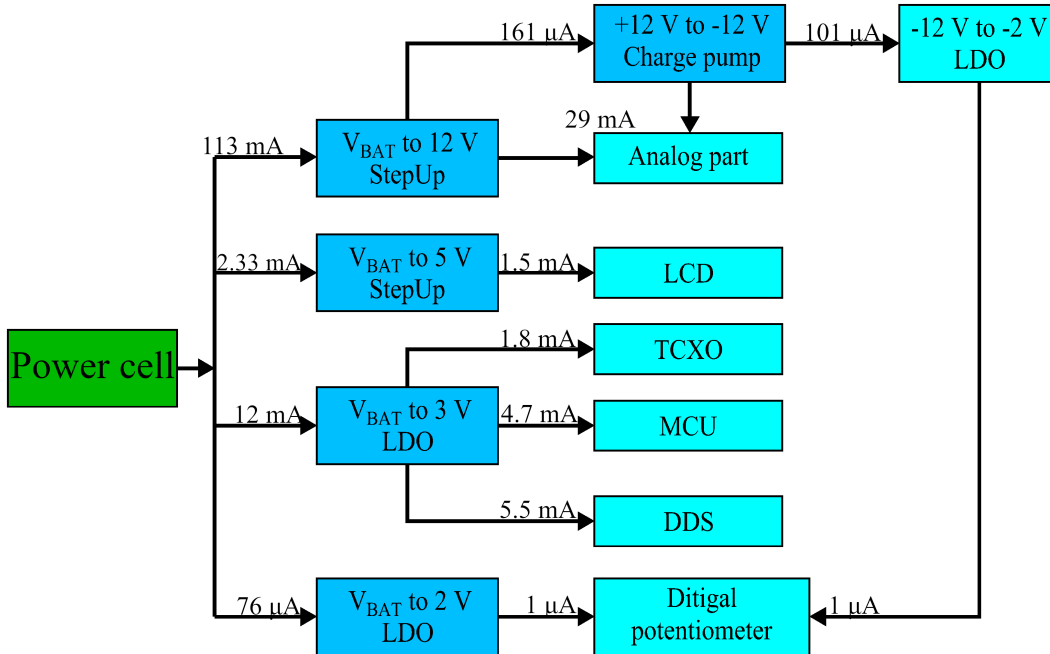 161 µA
+12 V to -12 V
Charge pump
101 µA
-12 V to -2 V
LDO
113 mA
VBAT to 12 V
StepUp
29 mA
Analog part
2.33 mA
VBAT to 5 V
StepUp
1.5 mA
LCD
Power cell
1.8 mA
TCXO
12 mA
VBAT to 3 V
LDO
4.7 mA
MCU
5.5 mA
DDS
76 µA
VBAT to 2 V
LDO
1 µA
Ditigal
potentiometer
1 µA